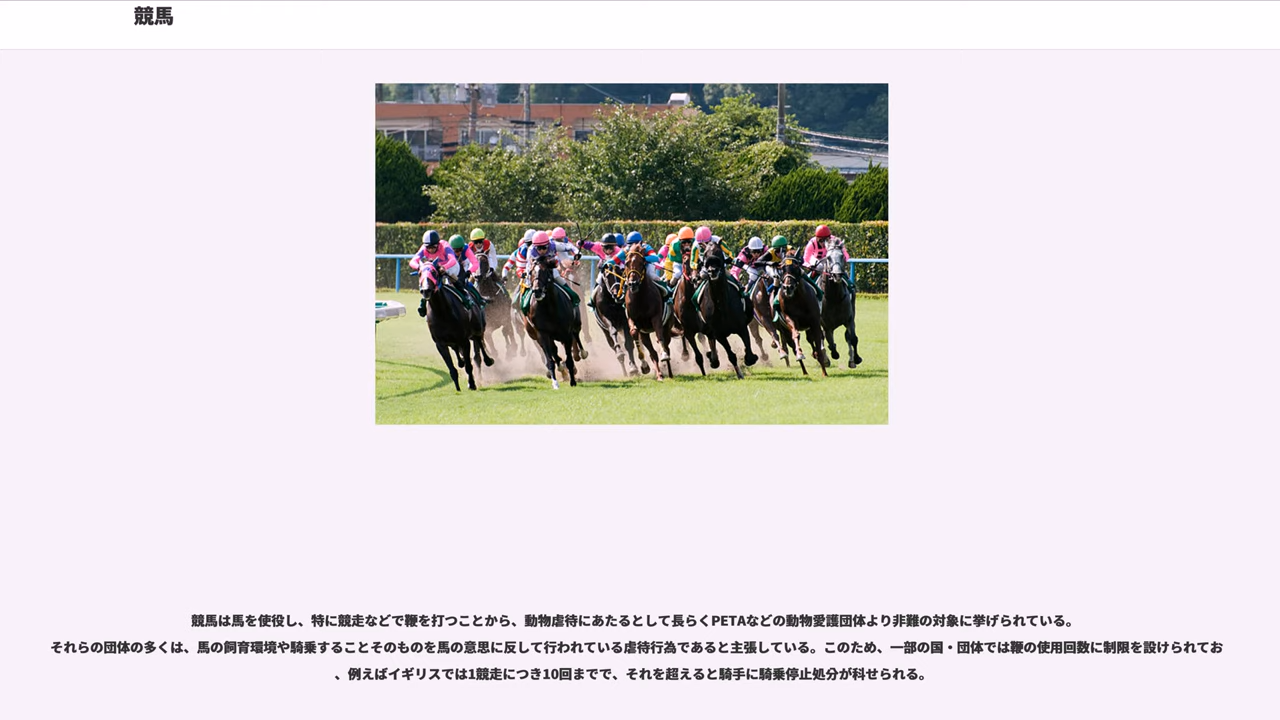 競馬
競馬は馬を使役し、特に競走などで鞭を打つことから、動物虐待にあたるとして長らくPETAなどの動物愛護団体より非難の対象に挙げられている。
それらの団体の多くは、馬の飼育環境や騎乗することそのものを馬の意思に反して行われている虐待行為であると主張している。このため、一部の国・団体では鞭の使用回数に制限を設けられてお
、例えばイギリスでは1競走につき10回までで、それを超えると騎手に騎乗停止処分が科せられる。